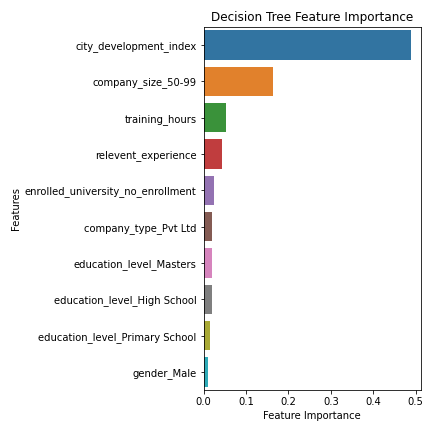 Decision Tree Feature Importance
city_development_index
company_size_50-99
training_hours
relevent_experience
enrolled_university_no_enrollment
company_type_Pvt Ltd
education_level_Masters
education_level_High School
education_level_Primary School
gender_Male
Features
0.0 0.1 0.2 0.3 0.4 0.5
Feature Importance